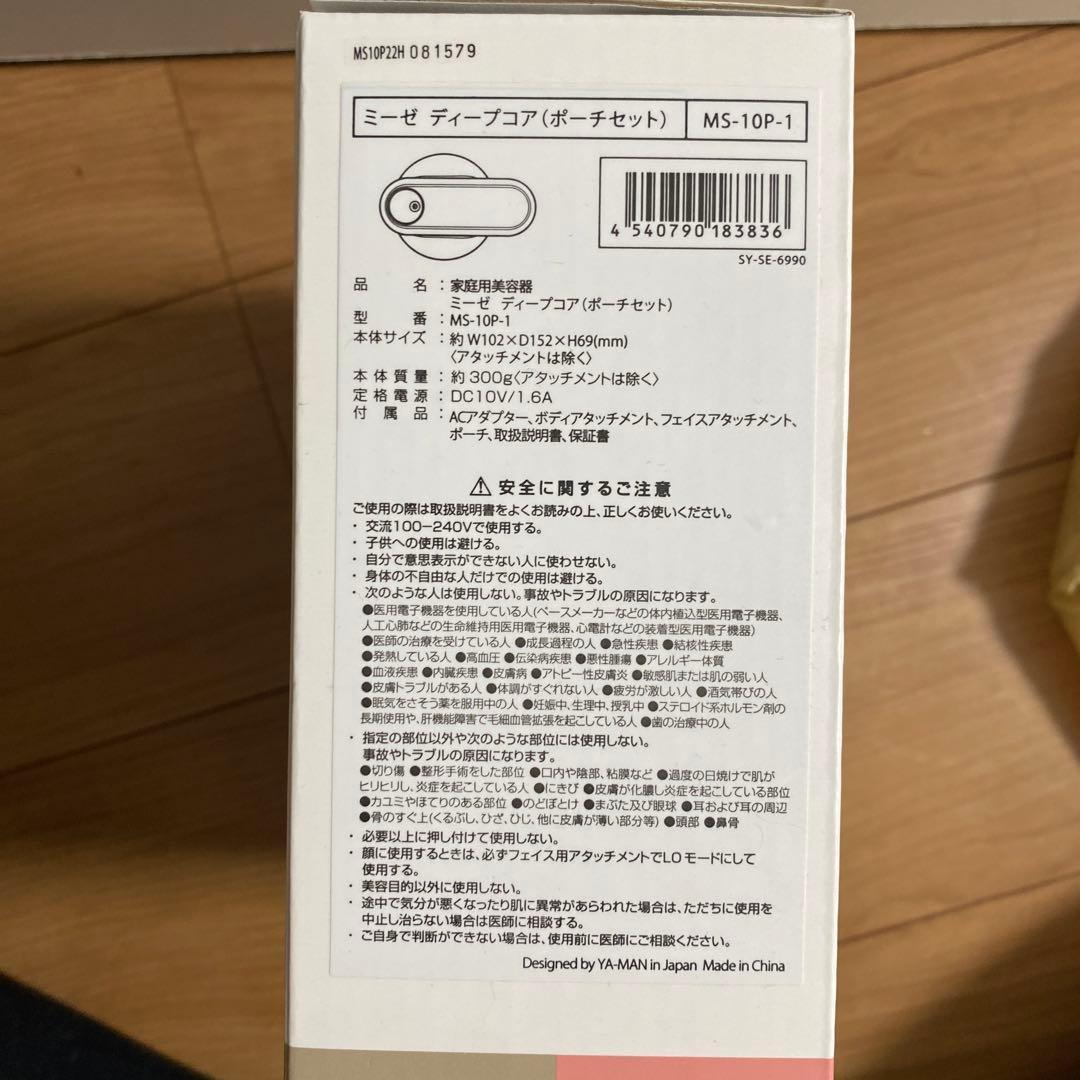 MS10P22H 081579
ミーゼ ディープコア(ポーチセット) MS-10P-1
4 540790 183836
SY-SE-6990
品名：家庭用美容器
ミーゼ ディープコア(ポーチセット)
型番：MS-10P-1
本体サイズ：約W102×D152×H69(mm)
〈アタッチメントは除く〉
本体質量：約300g〈アタッチメントは除く〉
定格電源：DC10V/1.6A
付属品：ACアダプター、ボディアタッチメント、フェイスアタッチメント、
ポーチ、取扱説明書、保証書
⚠安全に関するご注意
ご使用の際は取扱説明書をよくお読みの上、正しくお使いください。
・交流100−240Vで使用する。
・子供への使用は避ける。
・自分で意思表示ができない人に使わせない。
・身体の不自由な人だけでの使用は避ける。
・次のような人は使用しない。事故やトラブルの原因になります。
●医用電子機器を使用している人(ペースメーカーなどの体内植込型医用電子機器、
人工心肺などの生命維持用医用電子機器、心電計などの装着型医用電子機器)
●医師の治療を受けている人 ●成長過程の人 ●急性疾患 ●結核性疾患
●発熱している人 ●高血圧 ●伝染病疾患 ●悪性腫瘍 ●アレルギー体質
●血液疾患 ●内臓疾患 ●皮膚病 ●アトピー性皮膚炎 ●敏感肌または肌の弱い人
●皮膚トラブルがある人 ●体調がすぐれない人 ●疲労が激しい人 ●酒気帯びの人
●眠気をさそう薬を服用中の人 ●妊娠中、生理中、授乳中 ●ステロイド系ホルモン剤の
長期使用や、肝機能障害で毛細血管拡張を起こしている人 ●歯の治療中の人
・指定の部位以外や次のような部位には使用しない。
事故やトラブルの原因になります。
●切り傷 ●整形手術をした部位 ●口内や陰部、粘膜など ●過度の日焼けで肌が
ヒリヒリし、炎症を起こしている人 ●にきび ●皮膚が化膿し炎症を起こしている部位
●カユミやほてりのある部位 ●のどぼとけ ●まぶた及び眼球 ●耳および耳の周辺
●骨のすぐ上(くるぶし、ひざ、ひじ、他に皮膚が薄い部分等) ●頭部 ●鼻骨
・必要以上に押し付けて使用しない。
・顔に使用するときは、必ずフェイス用アタッチメントでLOモードにして
使用する。
・美容目的以外に使用しない。
・途中で気分が悪くなったり肌に異常があらわれた場合は、ただちに使用を
中止し治らない場合は医師に相談する。
・ご自身で判断ができない場合は、使用前に医師にご相談ください。
Designed by YA-MAN in Japan Made in China